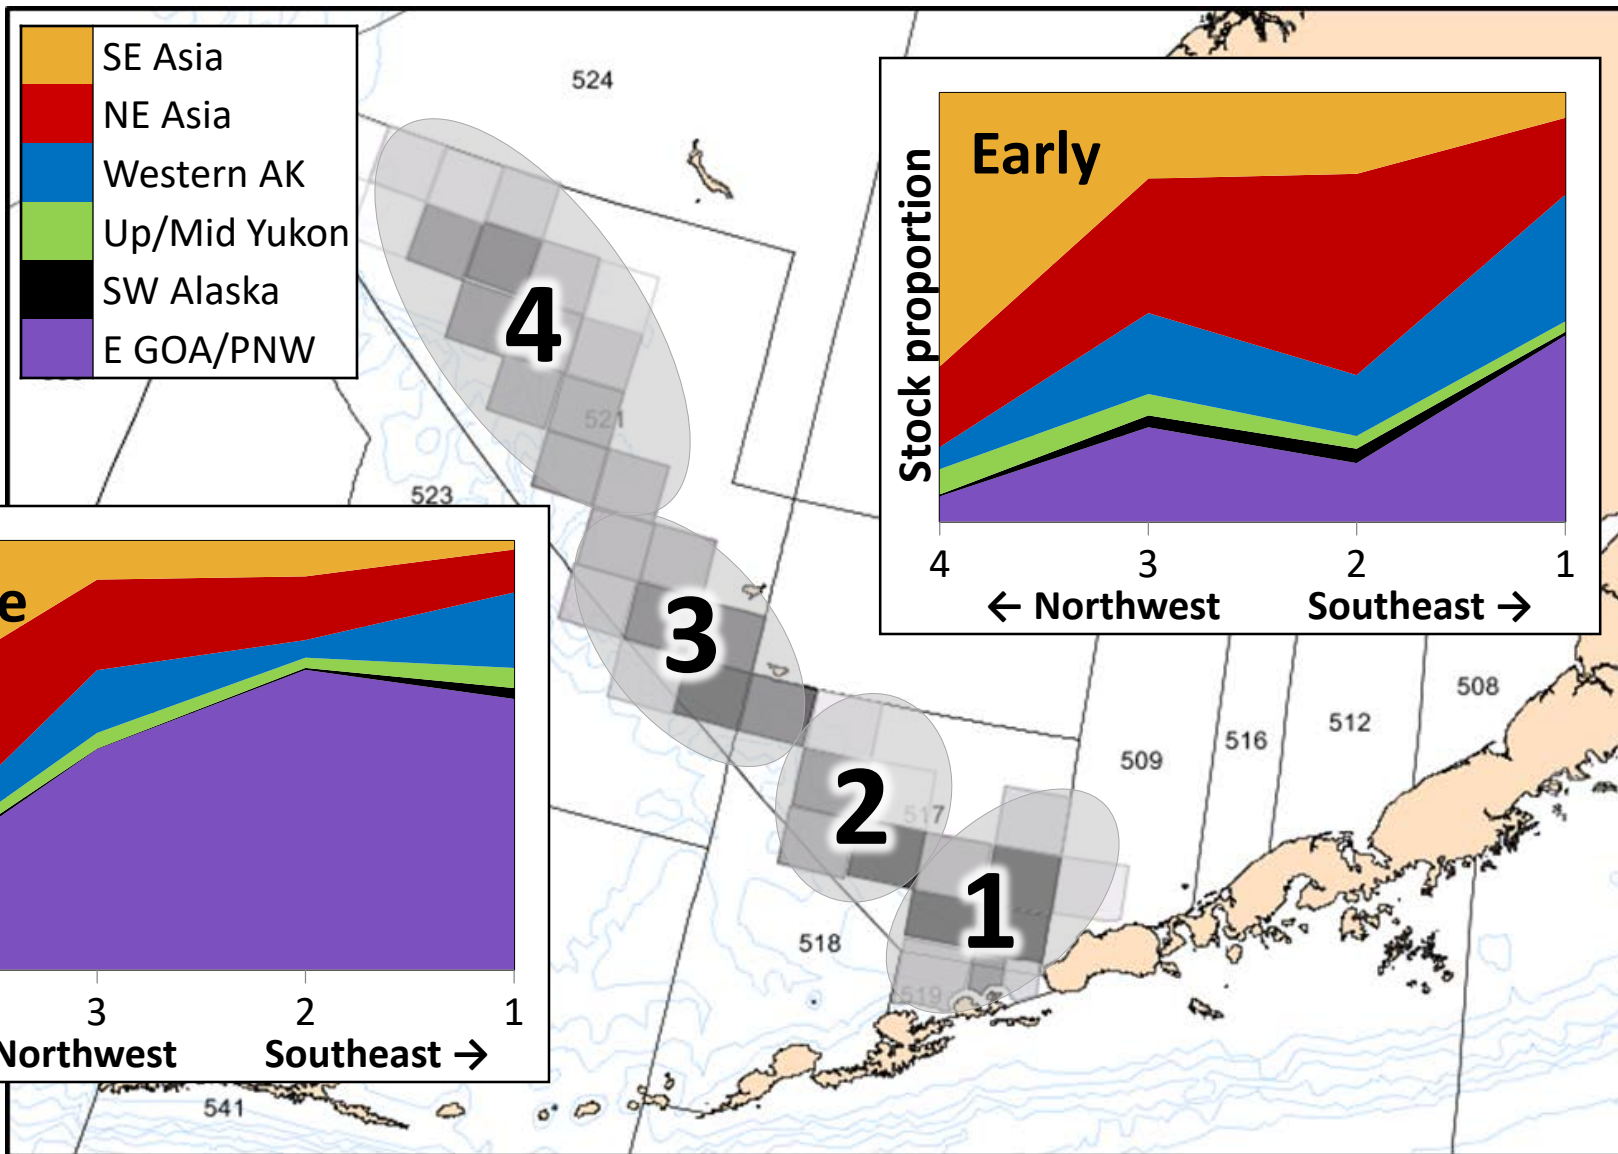 SE Asia
NE Asia
Western AK
Up/Mid Yukon
SW Alaska
E GOA/PNW
524
Early
Stock proportion
4 3 2 1
← Northwest Southeast →
4
521
523
3
e
3 2 1
Northwest Southeast →
2
517
1
518
519
509
516
512
508
541